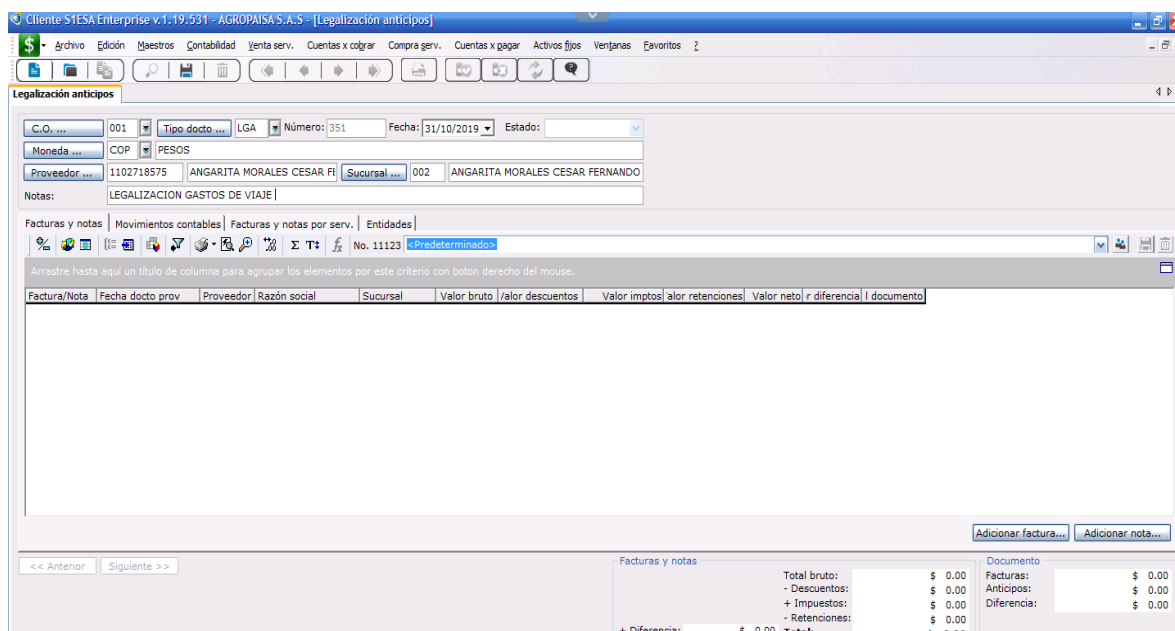 Cliente S1ESA Enterprise v.1.19.531 - AGROPAISA S.A.S - [Legalización anticipos]
Archivo Edición Maestros Contabilidad Venta serv. Cuentas x cobrar Compra serv. Cuentas x pagar Activos fijos Ventanas Favoritos ?
Legalización anticipos
C.O. ... 001 Tipo docto ... LGA Número: 351 Fecha: 31/10/2019 Estado:
Moneda ... COP PESOS
Proveedor ... 1102718575 ANGARITA MORALES CESAR FE Sucursal ... 002 ANGARITA MORALES CESAR FERNANDO
Notas: LEGALIZACION GASTOS DE VIAJE
Facturas y notas Movimientos contables Facturas y notas por serv. Entidades
No. 11123 <Predeterminado>
Arrastre hasta aquí un título de columna para agrupar los elementos por este criterio con boton derecho del mouse.
Factura/Nota Fecha docto prov Proveedor Razón social Sucursal Valor bruto /alor descuentos Valor imptos alor retenciones Valor neto r diferencia l documento
Adicionar factura... Adicionar nota...
<< Anterior Siguiente >>
Facturas y notas Documento
Total bruto: $ 0.00 Facturas: $ 0.00
- Descuentos: $ 0.00 Anticipos: $ 0.00
+ Impuestos: $ 0.00 Diferencia: $ 0.00
- Retenciones: $ 0.00
+ Diferencia: $ 0.00 Total: